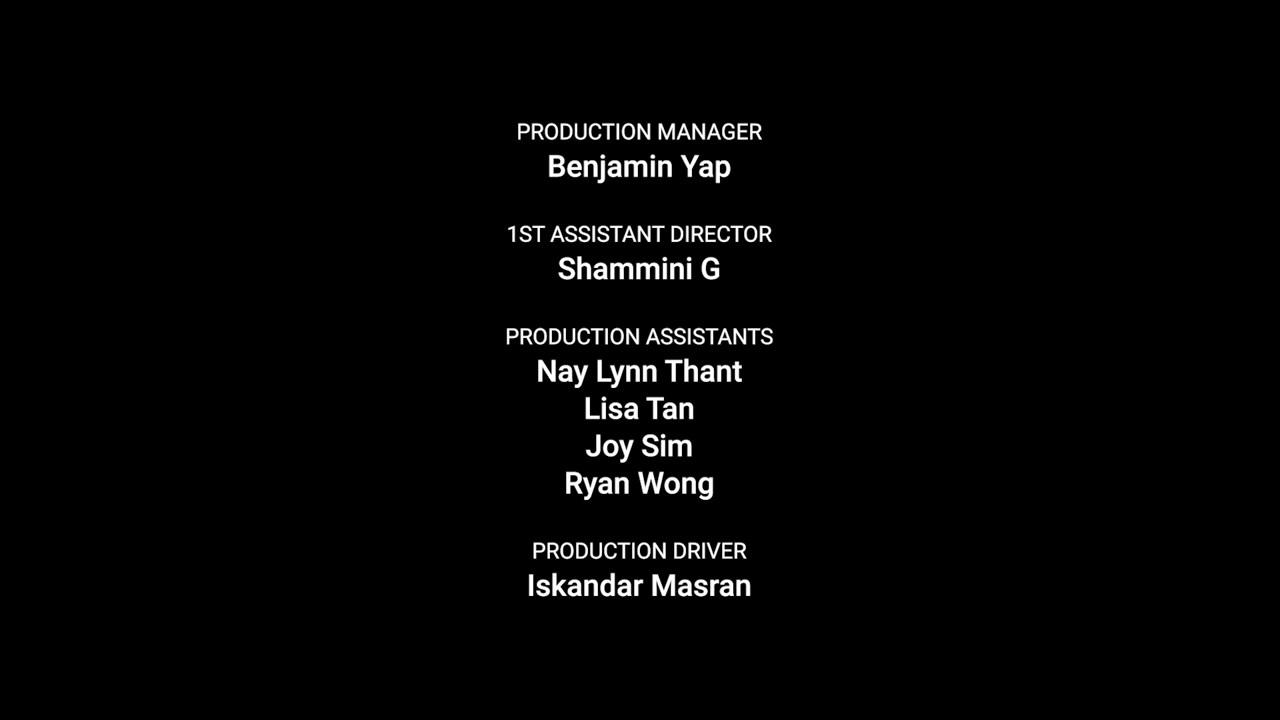 PRODUCTION MANAGER
Benjamin Yap
1ST ASSISTANT DIRECTOR
Shammini G
PRODUCTION ASSISTANTS
Nay Lynn Thant
Lisa Tan
Joy Sim
Ryan Wong
PRODUCTION DRIVER
Iskandar Masran